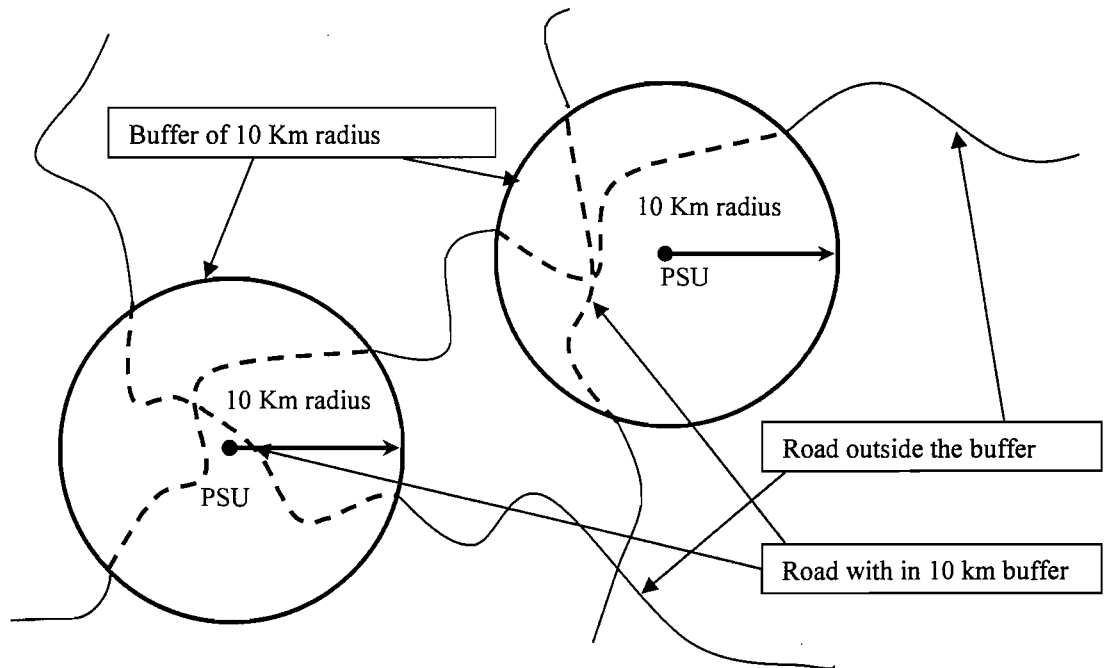 Buffer of 10 Km radius
10 Km radius
PSU
10 Km radius
PSU
Road outside the buffer
Road with in 10 km buffer